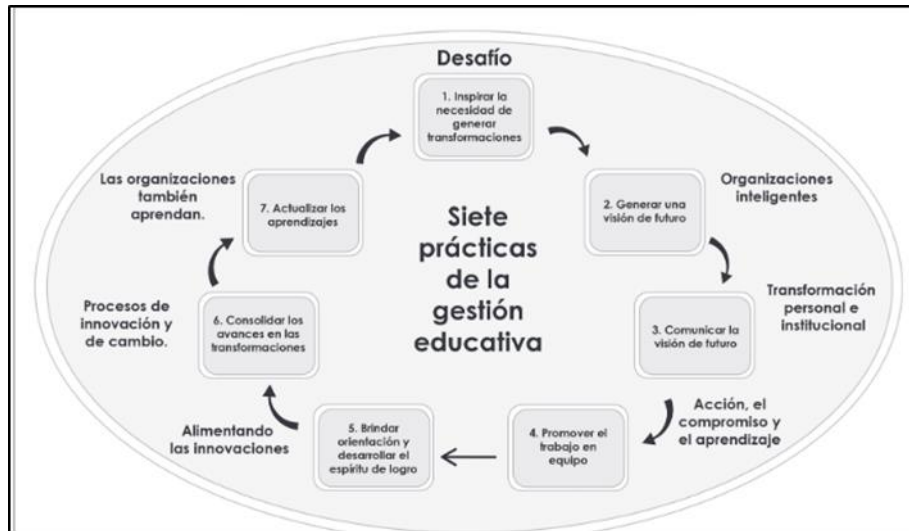 Desafío
1. Inspirar la
necesidad de
generar
transformaciones
Organizaciones
inteligentes
2. Generar una
visión de futuro
Transformación
personal e
institucional
3. Comunicar la
visión de futuro
Acción, el
compromiso y
el aprendizaje
4. Promover el
trabajo en
equipo
5. Brindar
orientación y
desarrollar el
espíritu de logro
Alimentando
las innovaciones
6. Consolidar los
avances en las
transformaciones
Procesos de
innovación y
de cambio.
7. Actualizar los
aprendizajes
Las organizaciones
también
aprendan.
Siete
prácticas
de la
gestión
educativa